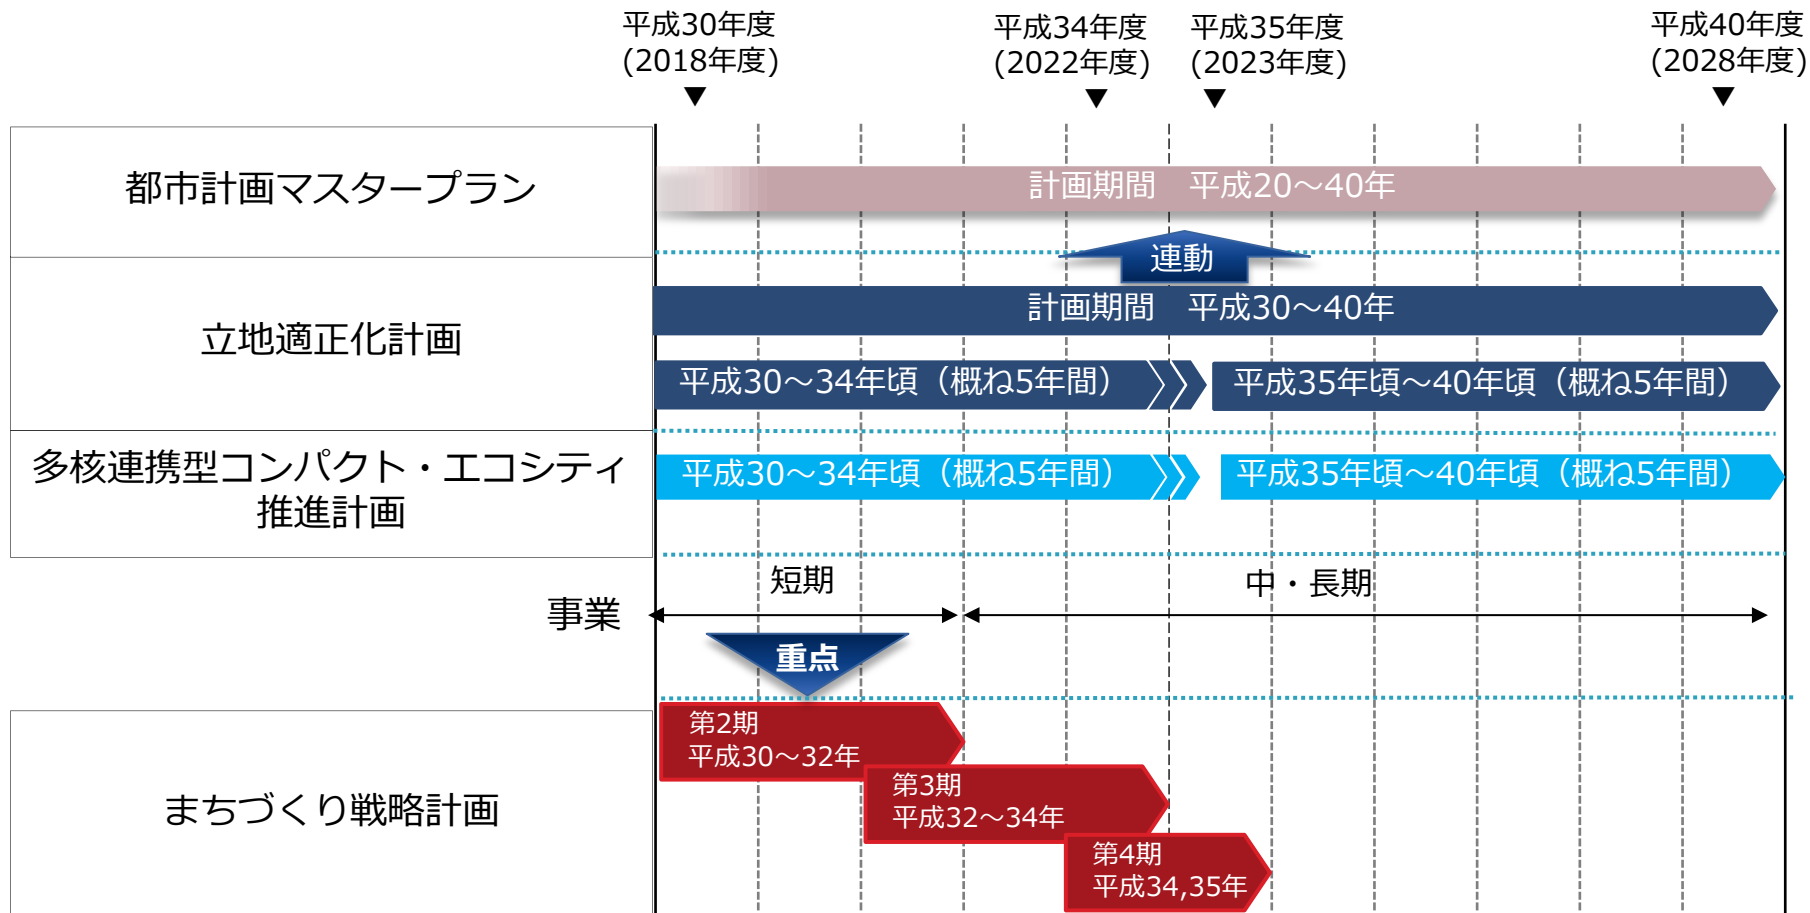 平成30年度
(2018年度)
平成34年度
(2022年度)
平成35年度
(2023年度)
平成40年度
(2028年度)
都市計画マスタープラン
計画期間　平成20～40年
連動
立地適正化計画
計画期間　平成30～40年
平成30～34年頃（概ね5年間）
平成35年頃～40年頃（概ね5年間）
多核連携型コンパクト・エコシティ
推進計画
平成30～34年頃（概ね5年間）
平成35年頃～40年頃（概ね5年間）
事業
短期
中・長期
重点
まちづくり戦略計画
第2期
平成30～32年
第3期
平成32～34年
第4期
平成34,35年